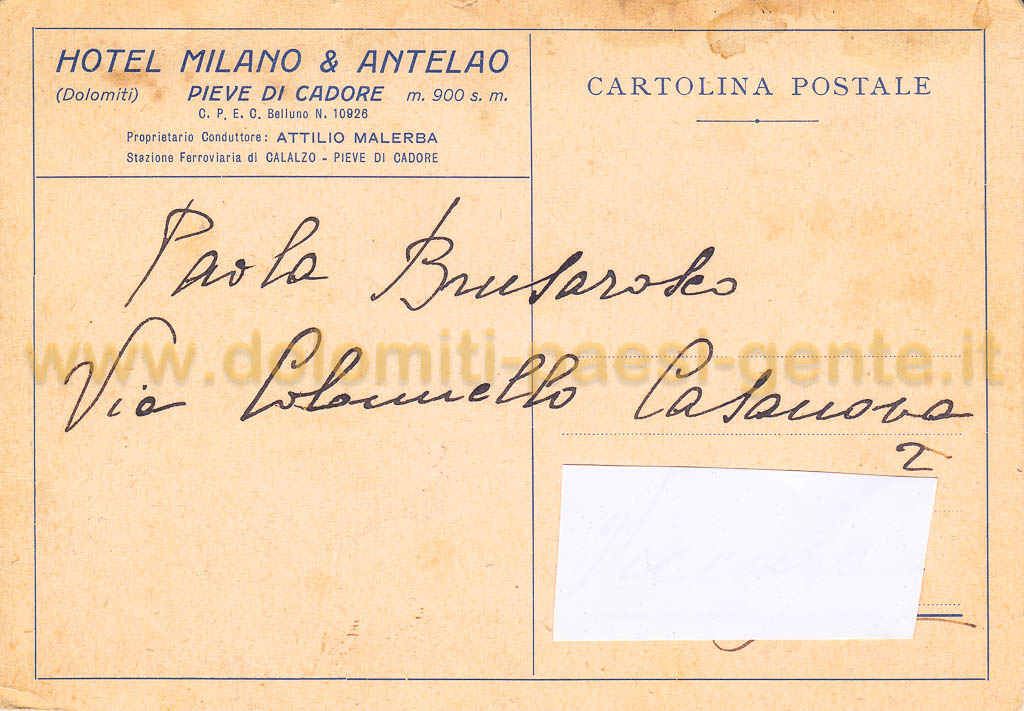 HOTEL MILANO & ANTELAO
(Dolomiti) PIEVE DI CADORE m. 900 s. m.
C. P. E. C. Belluno N. 10926
Proprietario Conduttore: ATTILIO MALERBA
Stazione Ferroviaria di CALALZO - PIEVE DI CADORE
CARTOLINA POSTALE
Paola Brusarosco
www.dolomiti-paesi-gente.it
Via Colonnello Casanova
2